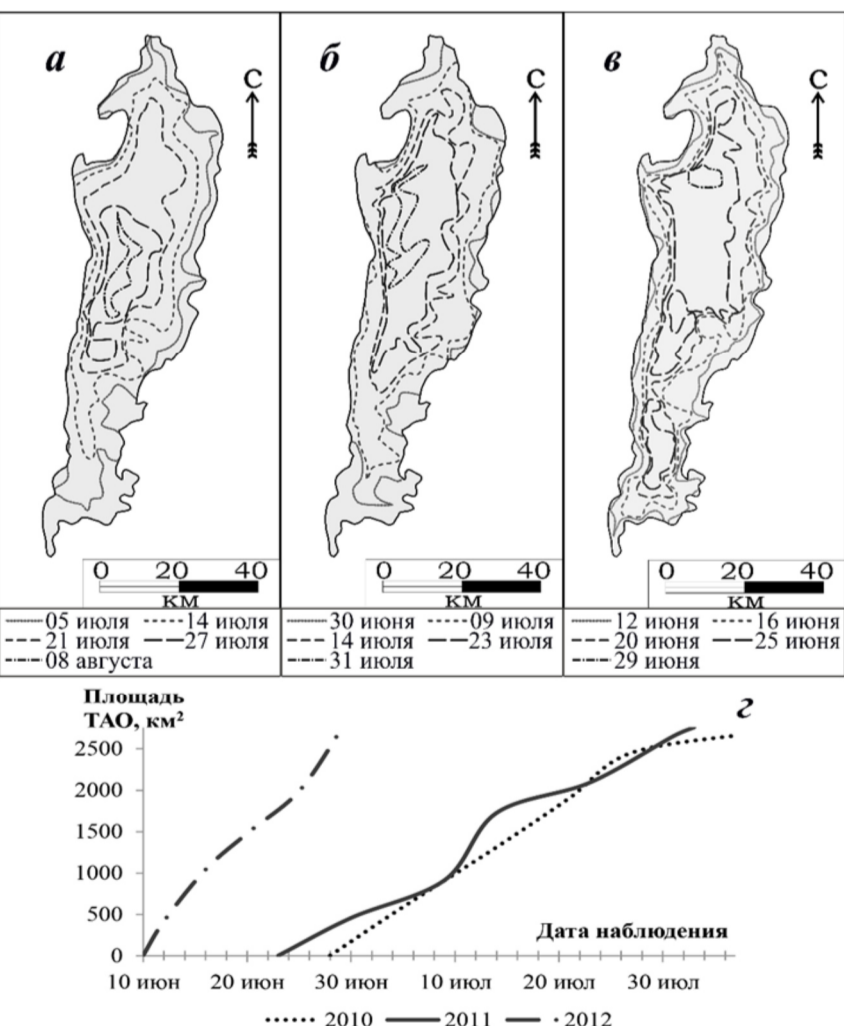 а
С
0 20 40
км
05 июля 14 июля
21 июля 27 июля
08 августа
б
С
0 20 40
км
30 июня 09 июля
14 июля 23 июля
31 июля
в
С
0 20 40
км
12 июня 16 июня
20 июня 25 июня
29 июня
г
Площадь
ТАО, км²
2500
2000
1500
1000
500
0
Дата наблюдения
10 июн 20 июн 30 июн 10 июл 20 июл 30 июл
2010 2011 2012